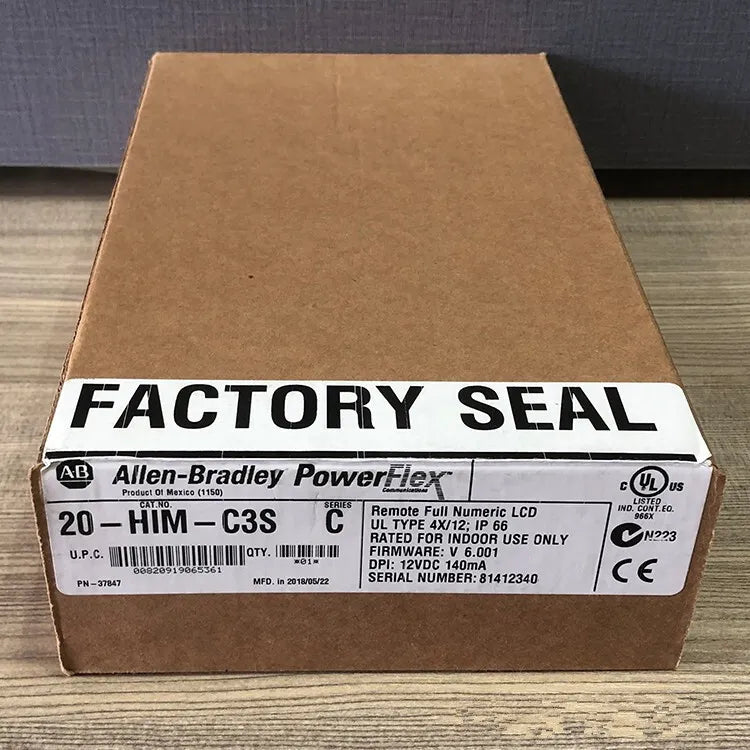 FACTORY SEAL
A-B Allen-Bradley PowerFlex
Communications
Product Of Mexico (1150)
CAT.NO. SERIES
20-HIM-C3S C
U.P.C. QTY.
00820919065361 *01*
PN-37847 MFD. in 2018/05/22
Remote Full Numeric LCD
UL TYPE 4X/12; IP 66
RATED FOR INDOOR USE ONLY
FIRMWARE: V 6.001
DPI: 12VDC 140mA
SERIAL NUMBER: 81412340
C UL US
LISTED
IND. CONT. EQ.
966X
N223
CE